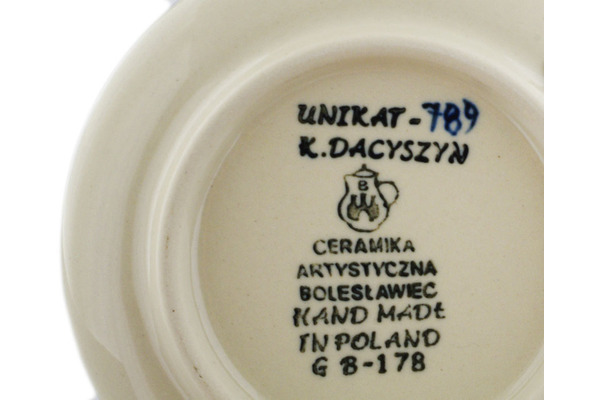 UNIKAT-789
K. DACYSZYN
B
CERAMIKA
ARTYSTYCZNA
BOLESŁAWIEC
HAND MADE
IN POLAND
G B-178